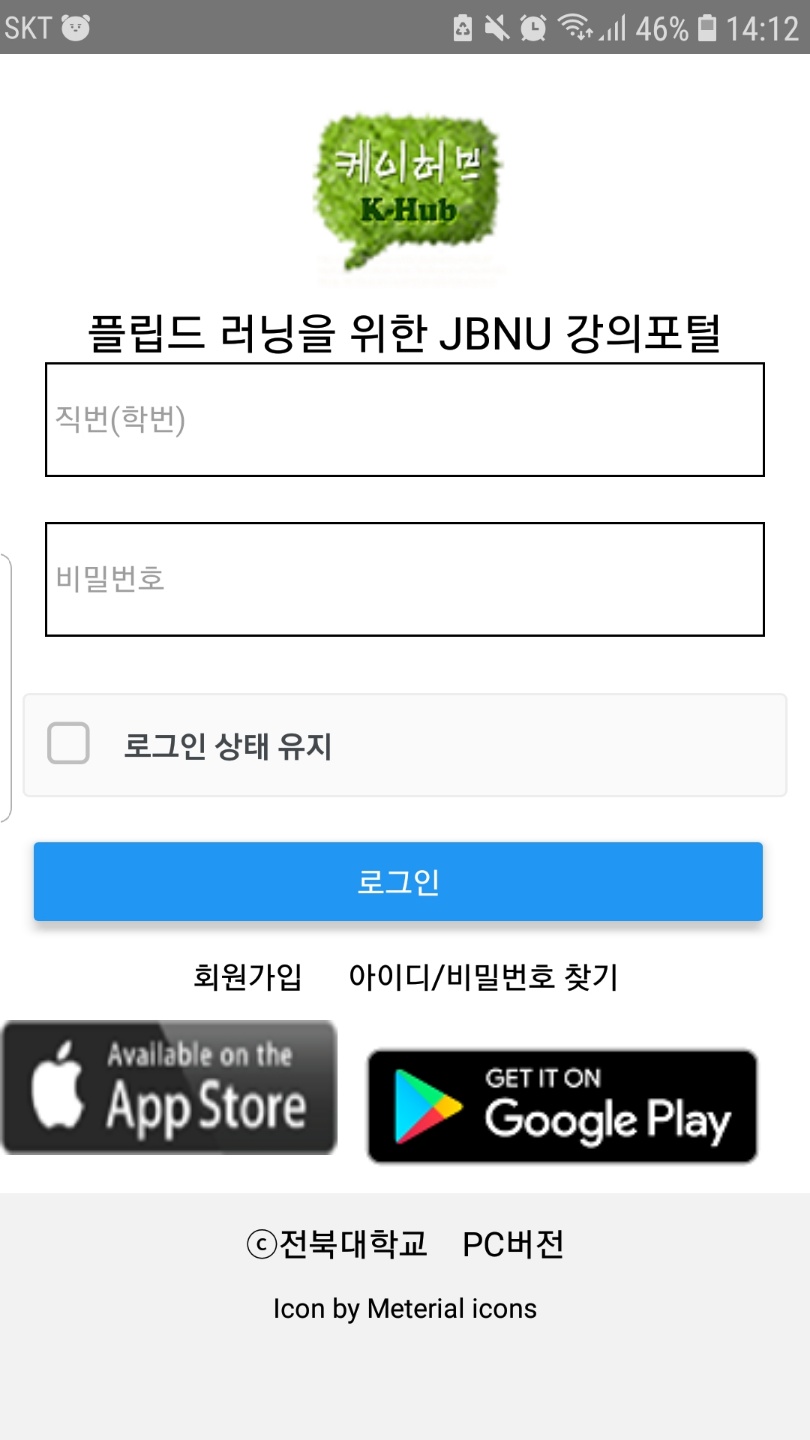 SKT 46% 14:12
케이허브
K-Hub
플립드 러닝을 위한 JBNU 강의포털
직번(학번)
비밀번호
로그인 상태 유지
로그인
회원가입 아이디/비밀번호 찾기
Available on the
App Store
GET IT ON
Google Play
ⓒ전북대학교 PC버전
Icon by Meterial icons